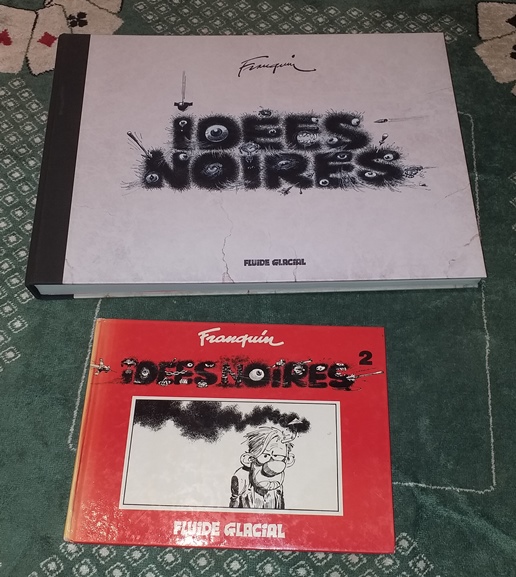 Franquin
IDÉES
NOIRES
FLUIDE GLACIAL
Franquin
IDÉES NOIRES 2
FLUIDE GLACIAL